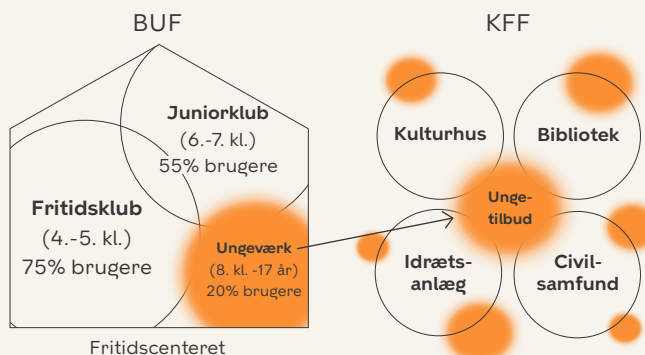 BUF
Juniorklub
(6.-7. kl.)
55% brugere
Fritidsklub
(4.-5. kl.)
75% brugere
Ungeværk
(8. kl. -17 år)
20% brugere
Fritidscenteret
KFF
Kulturhus
Bibliotek
Unge-
tilbud
Idræts-
anlæg
Civil-
samfund